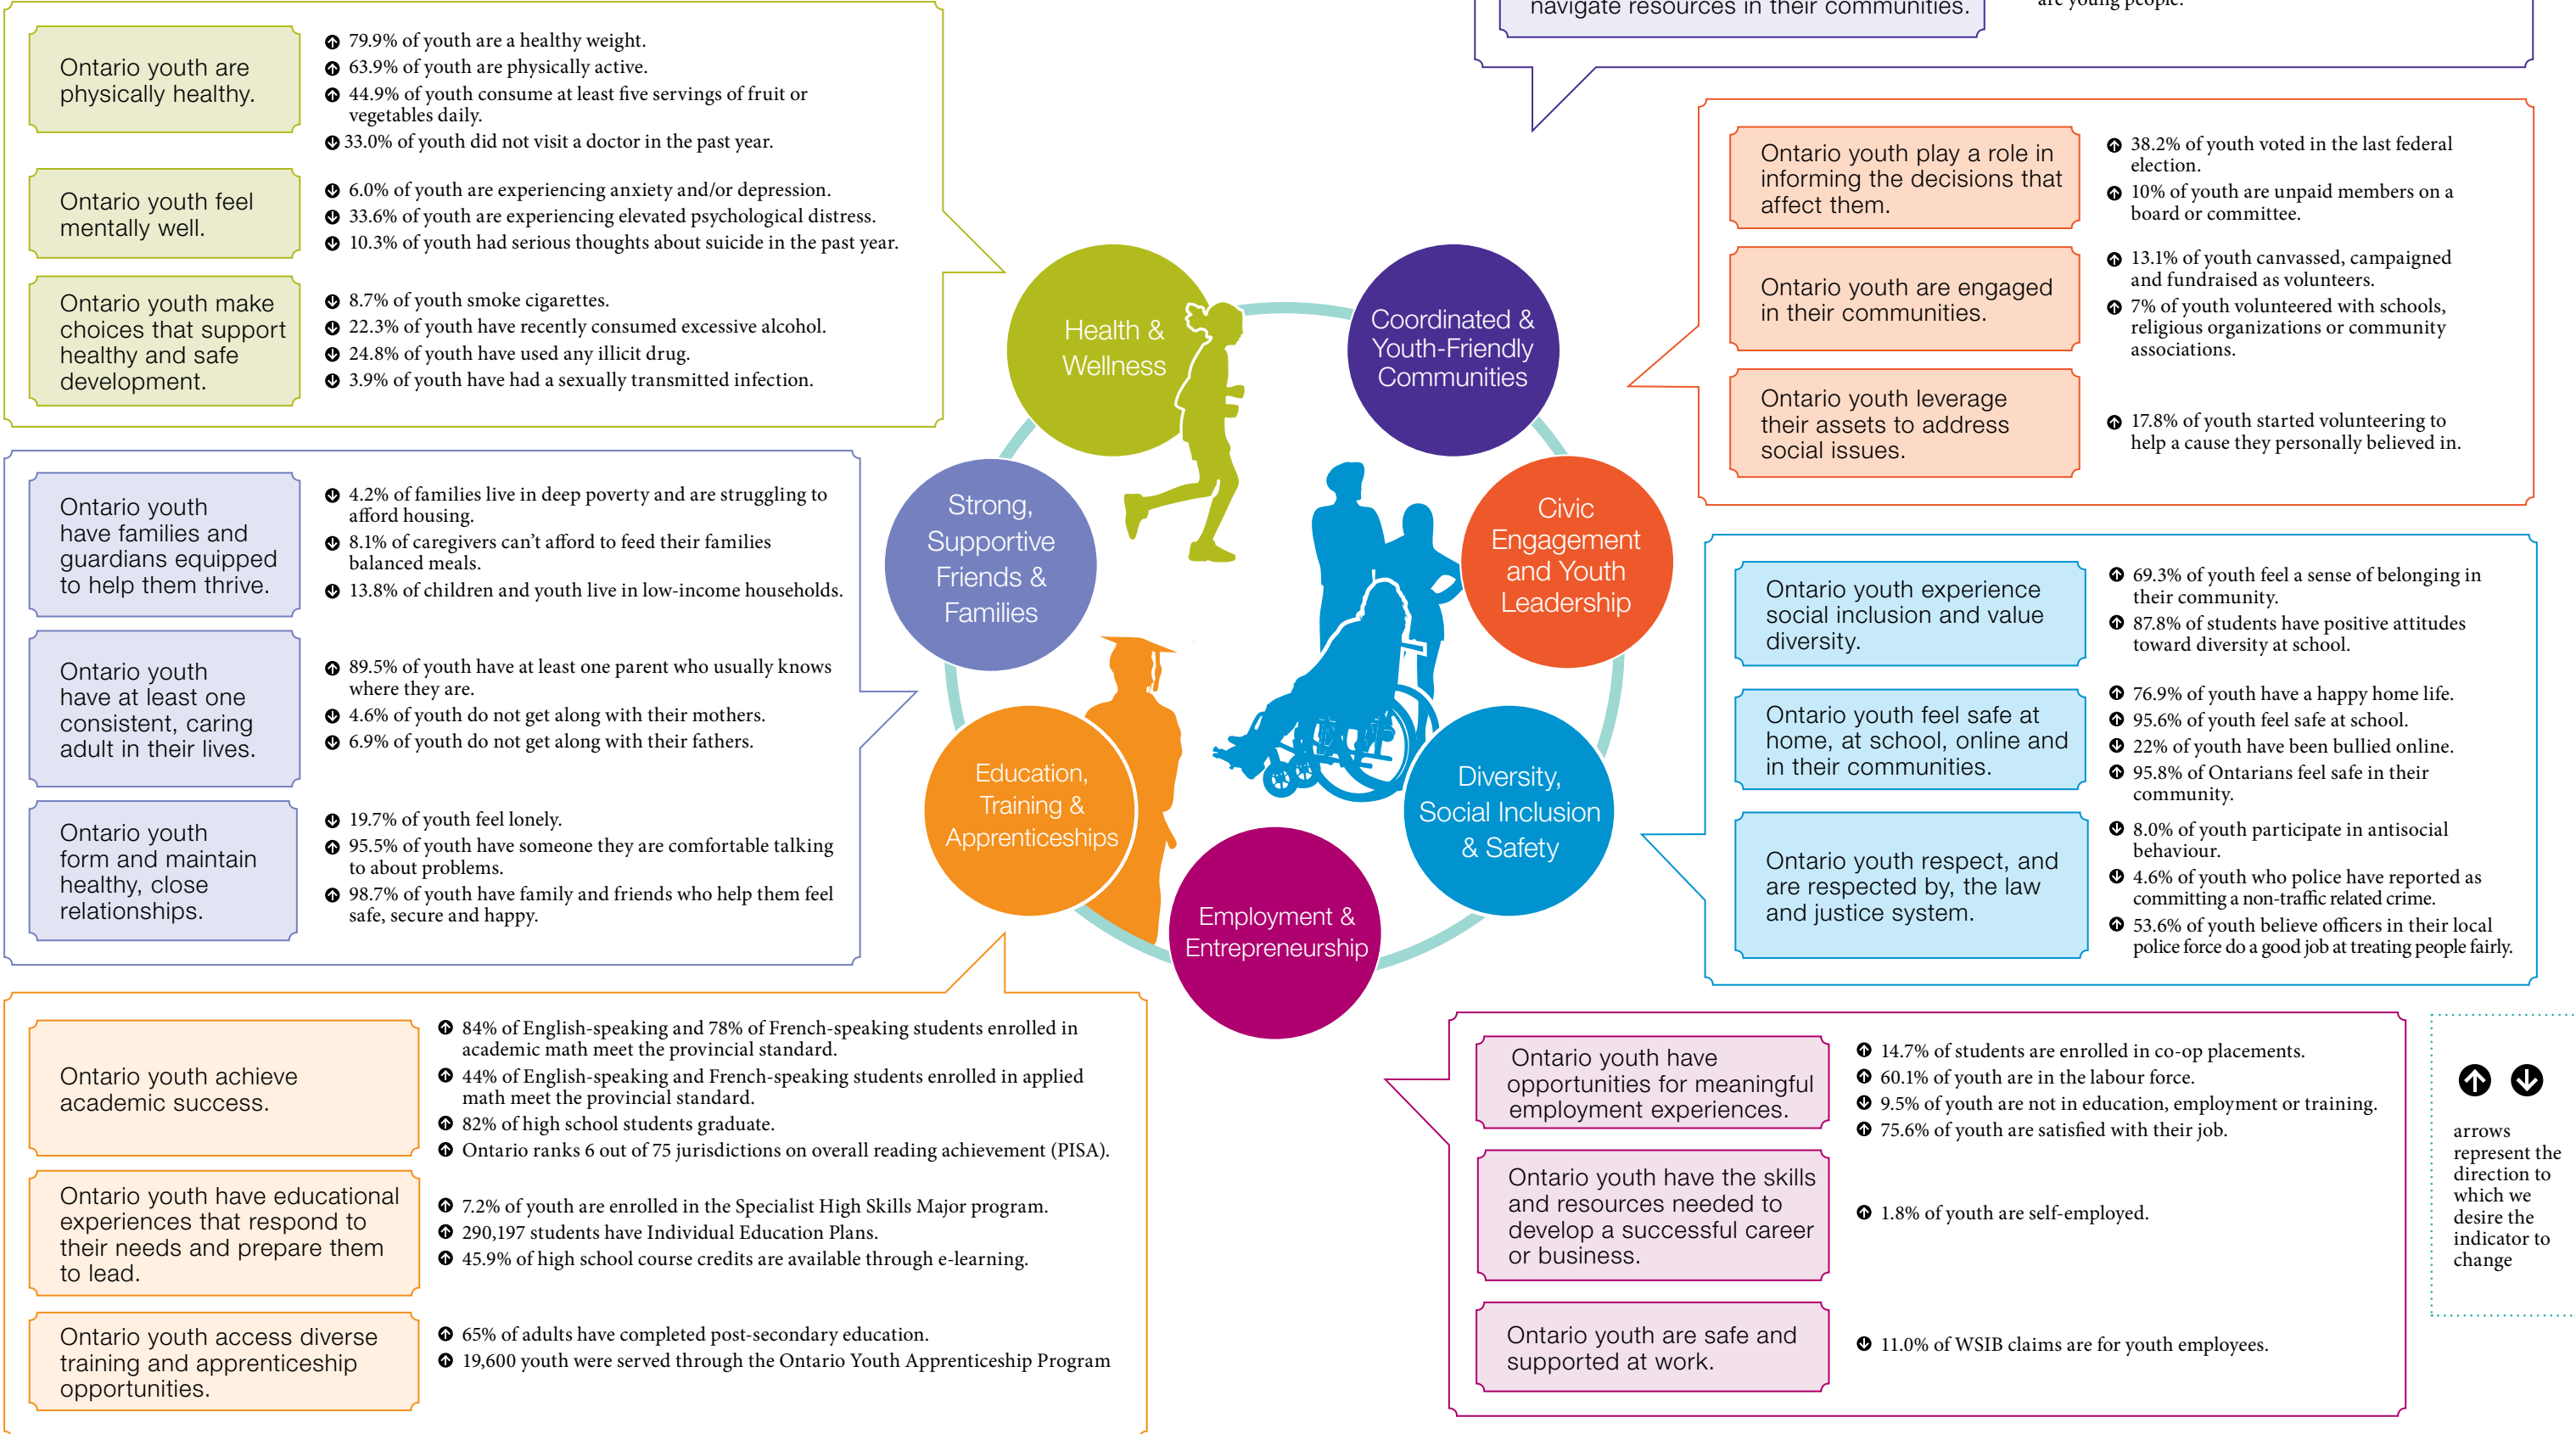 Ontario youth are
physically healthy.
79.9% of youth are a healthy weight.
63.9% of youth are physically active.
44.9% of youth consume at least five servings of fruit or
vegetables daily.
33.0% of youth did not visit a doctor in the past year.
Ontario youth feel
mentally well.
6.0% of youth are experiencing anxiety and/or depression.
33.6% of youth are experiencing elevated psychological distress.
10.3% of youth had serious thoughts about suicide in the past year.
Ontario youth make
choices that support
healthy and safe
development.
8.7% of youth smoke cigarettes.
22.3% of youth have recently consumed excessive alcohol.
24.8% of youth have used any illicit drug.
3.9% of youth have had a sexually transmitted infection.
Ontario youth
have families and
guardians equipped
to help them thrive.
4.2% of families live in deep poverty and are struggling to
afford housing.
8.1% of caregivers can't afford to feed their families
balanced meals.
13.8% of children and youth live in low-income households.
Ontario youth
have at least one
consistent, caring
adult in their lives.
89.5% of youth have at least one parent who usually knows
where they are.
4.6% of youth do not get along with their mothers.
6.9% of youth do not get along with their fathers.
Ontario youth
form and maintain
healthy, close
relationships.
19.7% of youth feel lonely.
95.5% of youth have someone they are comfortable talking
to about problems.
98.7% of youth have family and friends who help them feel
safe, secure and happy.
Ontario youth achieve
academic success.
84% of English-speaking and 78% of French-speaking students enrolled in
academic math meet the provincial standard.
44% of English-speaking and French-speaking students enrolled in applied
math meet the provincial standard.
82% of high school students graduate.
Ontario ranks 6 out of 75 jurisdictions on overall reading achievement (PISA).
Ontario youth have educational
experiences that respond to
their needs and prepare them
to lead.
7.2% of youth are enrolled in the Specialist High Skills Major program.
290,197 students have Individual Education Plans.
45.9% of high school course credits are available through e-learning.
Ontario youth access diverse
training and apprenticeship
opportunities.
65% of adults have completed post-secondary education.
19,600 youth were served through the Ontario Youth Apprenticeship Program
Health &
Wellness
Coordinated &
Youth-Friendly
Communities
Strong,
Supportive
Friends &
Families
Civic
Engagement
and Youth
Leadership
Education,
Training &
Apprenticeships
Diversity,
Social Inclusion
& Safety
Employment &
Entrepreneurship
navigate resources in their communities.
are young people.
Ontario youth play a role in
informing the decisions that
affect them.
38.2% of youth voted in the last federal
election.
10% of youth are unpaid members on a
board or committee.
Ontario youth are engaged
in their communities.
13.1% of youth canvassed, campaigned
and fundraised as volunteers.
7% of youth volunteered with schools,
religious organizations or community
associations.
Ontario youth leverage
their assets to address
social issues.
17.8% of youth started volunteering to
help a cause they personally believed in.
Ontario youth experience
social inclusion and value
diversity.
69.3% of youth feel a sense of belonging in
their community.
87.8% of students have positive attitudes
toward diversity at school.
Ontario youth feel safe at
home, at school, online and
in their communities.
76.9% of youth have a happy home life.
95.6% of youth feel safe at school.
22% of youth have been bullied online.
95.8% of Ontarians feel safe in their
community.
Ontario youth respect, and
are respected by, the law
and justice system.
8.0% of youth participate in antisocial
behaviour.
4.6% of youth who police have reported as
committing a non-traffic related crime.
53.6% of youth believe officers in their local
police force do a good job at treating people fairly.
Ontario youth have
opportunities for meaningful
employment experiences.
14.7% of students are enrolled in co-op placements.
60.1% of youth are in the labour force.
9.5% of youth are not in education, employment or training.
75.6% of youth are satisfied with their job.
Ontario youth have the skills
and resources needed to
develop a successful career
or business.
1.8% of youth are self-employed.
Ontario youth are safe and
supported at work.
11.0% of WSIB claims are for youth employees.
arrows
represent the
direction to
which we
desire the
indicator to
change